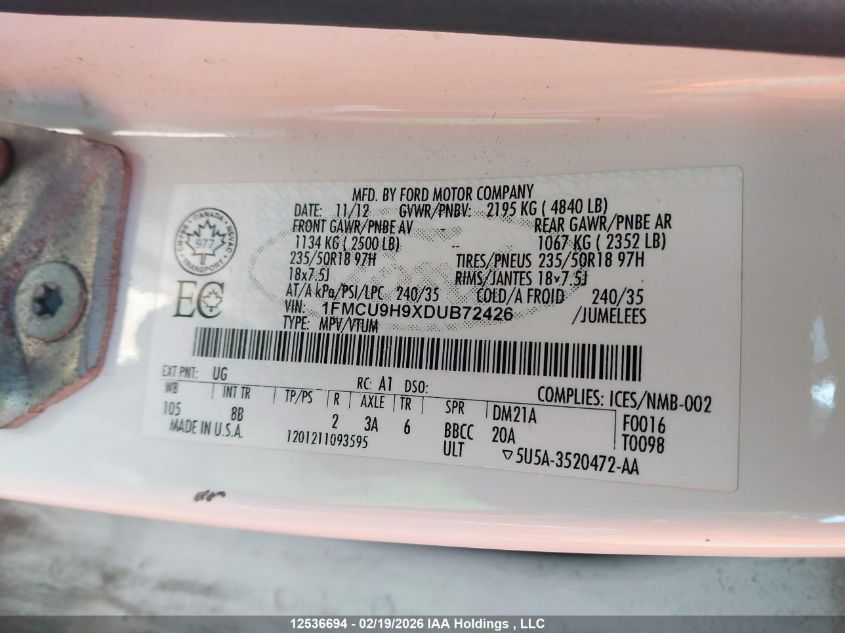 MFD. BY FORD MOTOR COMPANY
DATE: 11/12 GVWR/PNBV: 2195 KG ( 4840 LB)
FRONT GAWR/PNBE AV REAR GAWR/PNBE AR
1134 KG ( 2500 LB) -- 1067 KG ( 2352 LB)
235/50R18 97H TIRES/PNEUS 235/50R18 97H
18x7.5J RIMS/JANTES 18x7.5J
AT/A kPa/PSI/LPC 240/35 COLD/A FROID 240/35
VIN: 1FMCU9H9XDUB72426 /JUMELEES
TYPE: MPV/VTUM
CANADA
977
TRANSPORT
EC
EXT PNT: UG RC: A1 DSO: COMPLIES: ICES/NMB-002
WB INT TR TP/PS R AXLE TR SPR DM21A F0016
105 8B 2 3A 6 BBCC 20A T0098
MADE IN U.S.A. 1201211093595 ULT ▽5U5A-3520472-AA
12536694 - 02/19/2026 IAA Holdings , LLC